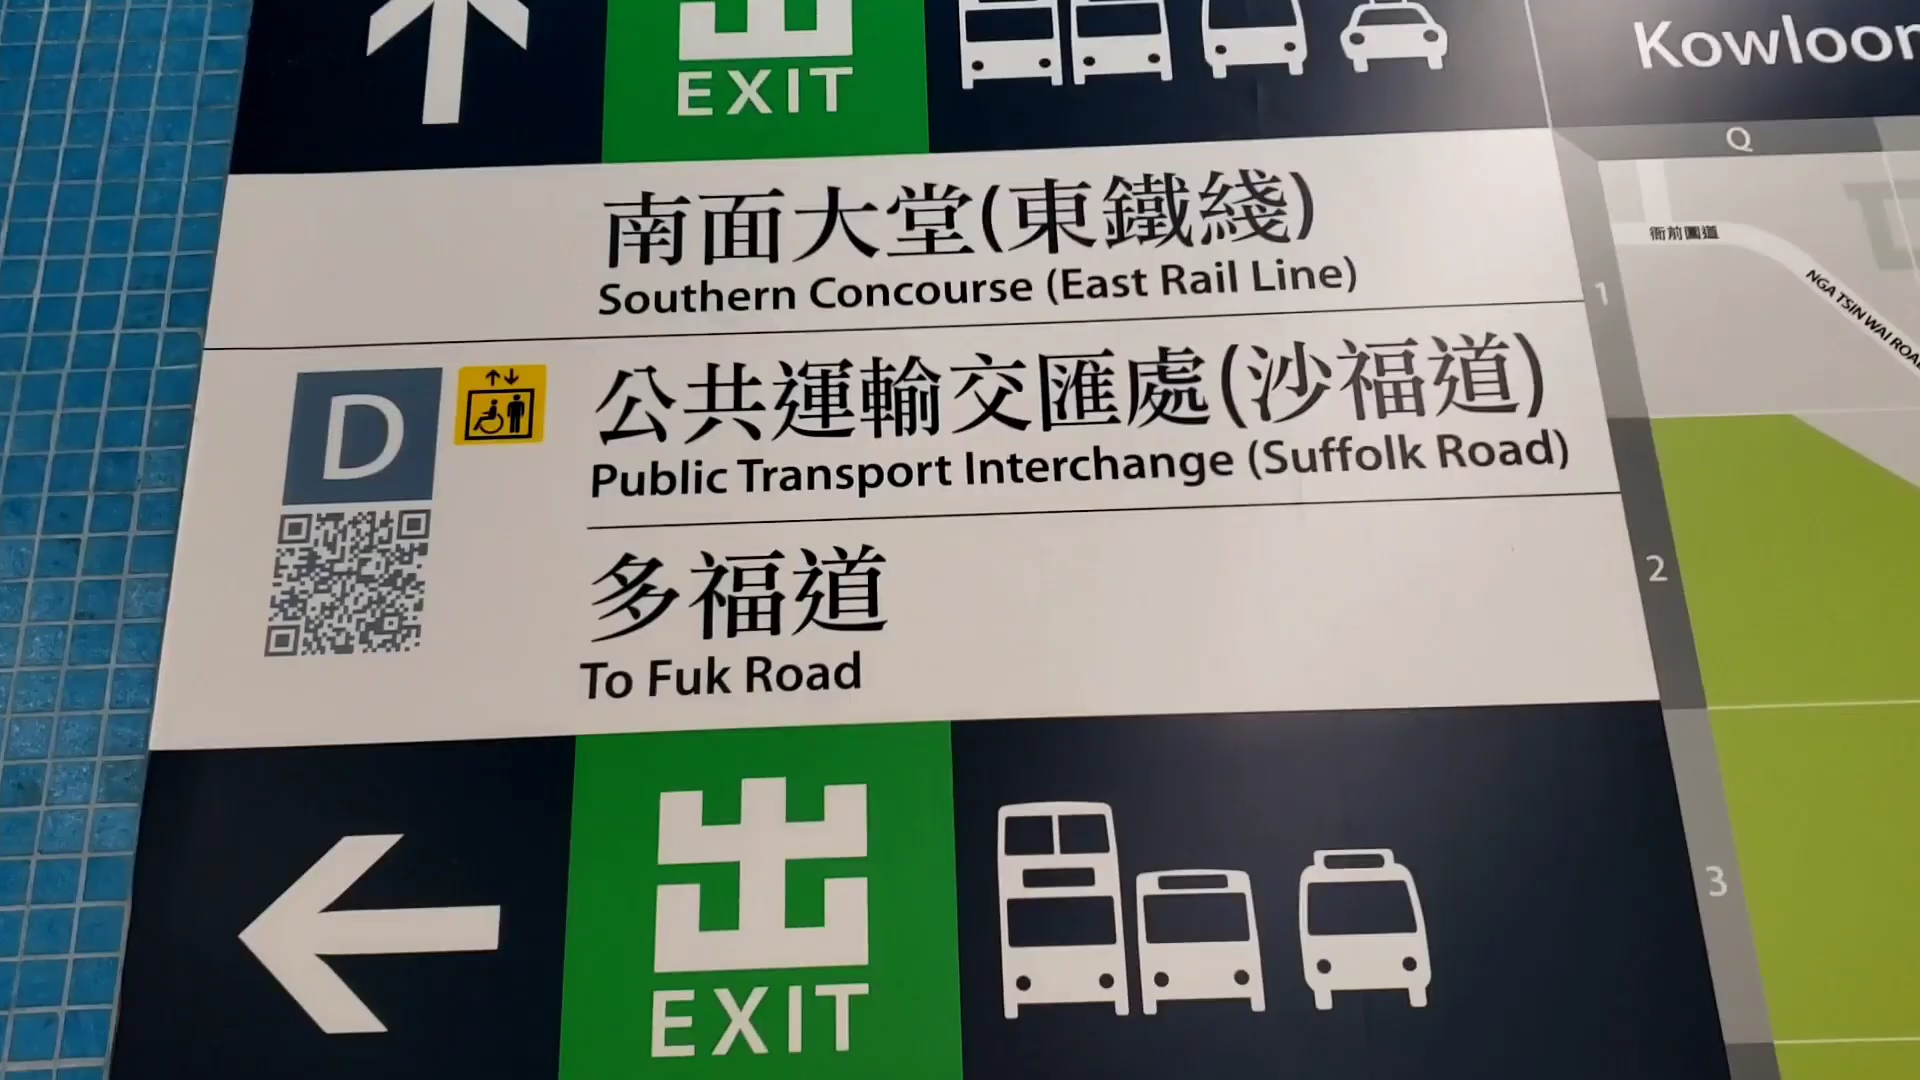 出
EXIT
Kowloon
Q
南面大堂(東鐵綫)
Southern Concourse (East Rail Line)
衙前圍道
NGA TSIN WAI ROAD
1
D
公共運輸交匯處(沙福道)
Public Transport Interchange (Suffolk Road)
多福道
To Fuk Road
2
出
EXIT
3